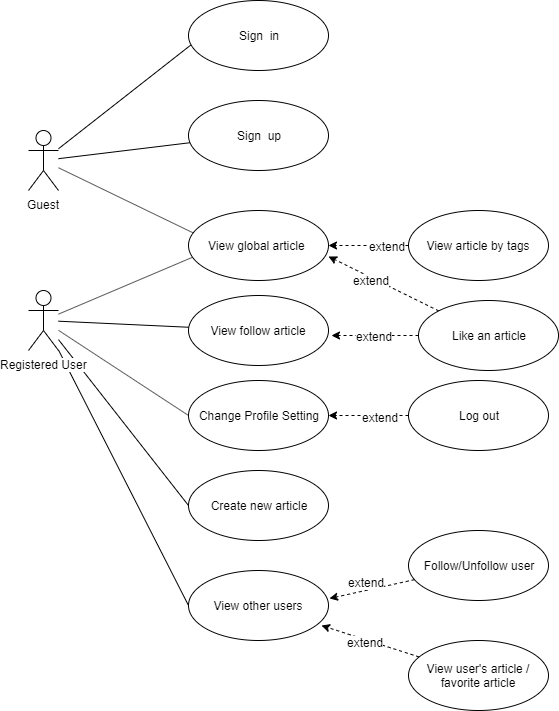 Sign in
Sign up
Guest
View global article
extend
View article by tags
extend
View follow article
extend
Like an article
Registered User
Change Profile Setting
extend
Log out
Create new article
Follow/Unfollow user
extend
View other users
extend
View user's article /
favorite article